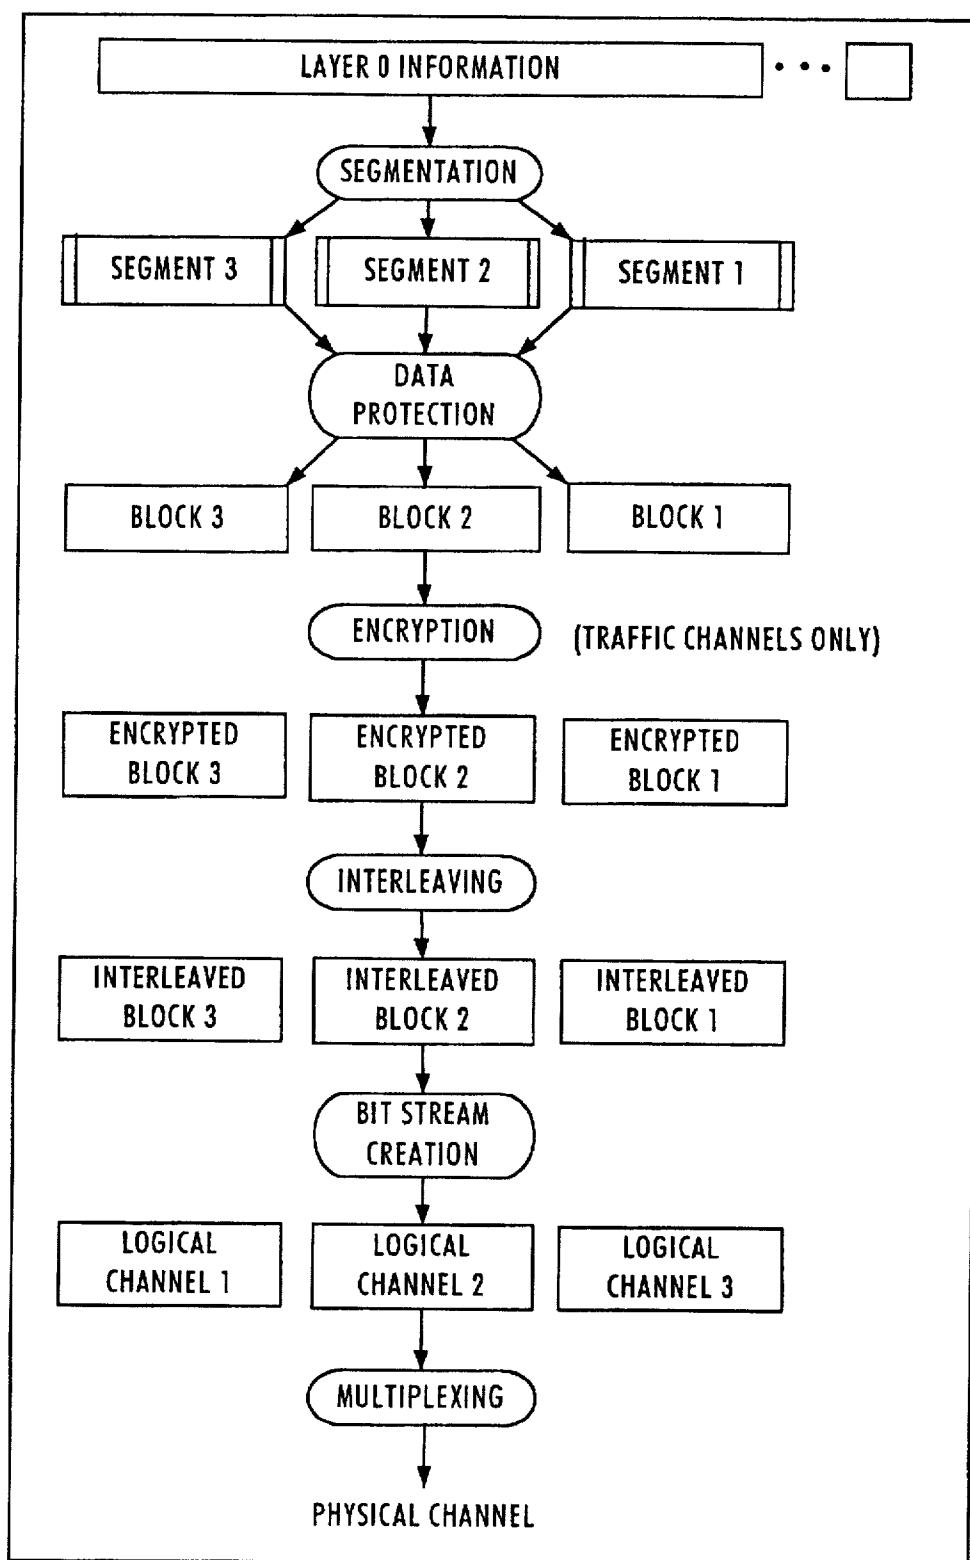 LAYER 0 INFORMATION
SEGMENTATION
SEGMENT 3
SEGMENT 2
SEGMENT 1
DATA
PROTECTION
BLOCK 3
BLOCK 2
BLOCK 1
ENCRYPTION
(TRAFFIC CHANNELS ONLY)
ENCRYPTED
BLOCK 3
ENCRYPTED
BLOCK 2
ENCRYPTED
BLOCK 1
INTERLEAVING
INTERLEAVED
BLOCK 3
INTERLEAVED
BLOCK 2
INTERLEAVED
BLOCK 1
BIT STREAM
CREATION
LOGICAL
CHANNEL 1
LOGICAL
CHANNEL 2
LOGICAL
CHANNEL 3
MULTIPLEXING
PHYSICAL CHANNEL